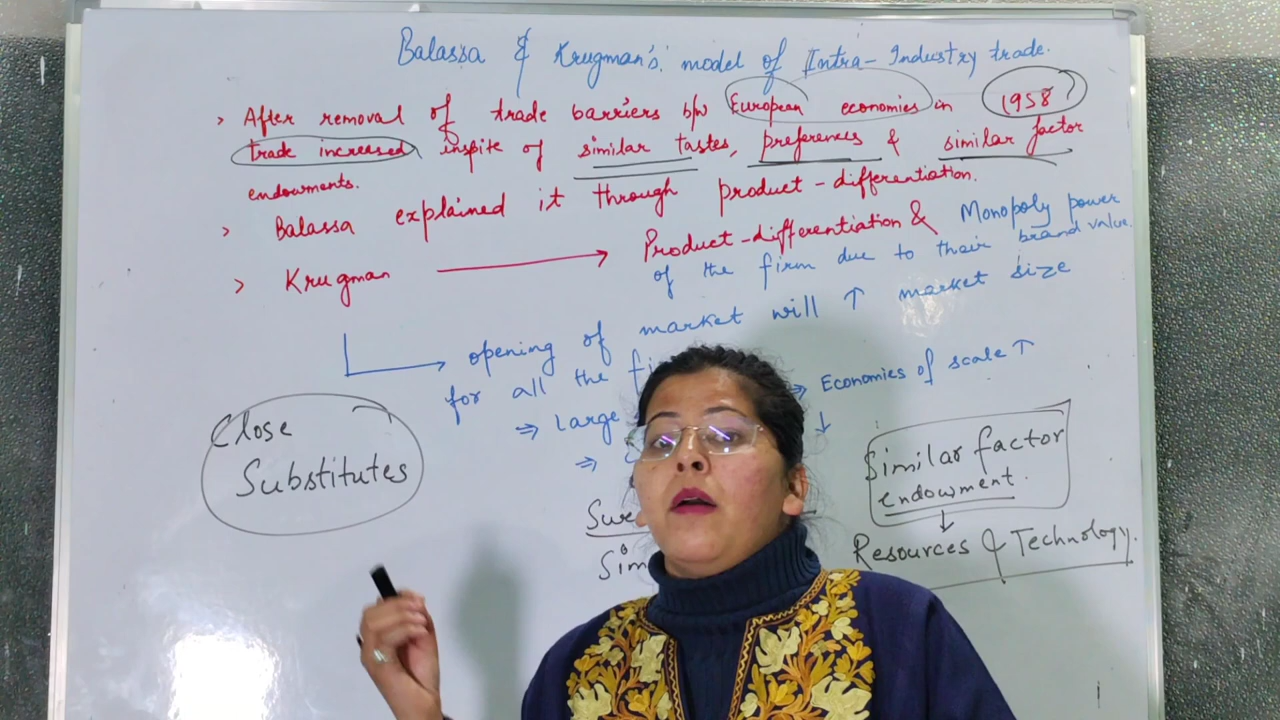 Balassa & Krugman's model of Intra-Industry trade.
> After removal of trade barriers b/w European economies in 1958
trade increased inspite of similar tastes, preferences & similar factor
endowments.
> Balassa explained it through product-differentiation.
> Krugman → Product-differentiation & Monopoly power
of the firm due to their brand value.
↳ opening of market will ↑ market size
for all the
⇒ Large ⇒ Economies of scale ↑
⇒ ↓
Close
Substitutes
Similar factor
endowment.
↓
Resources & Technology.